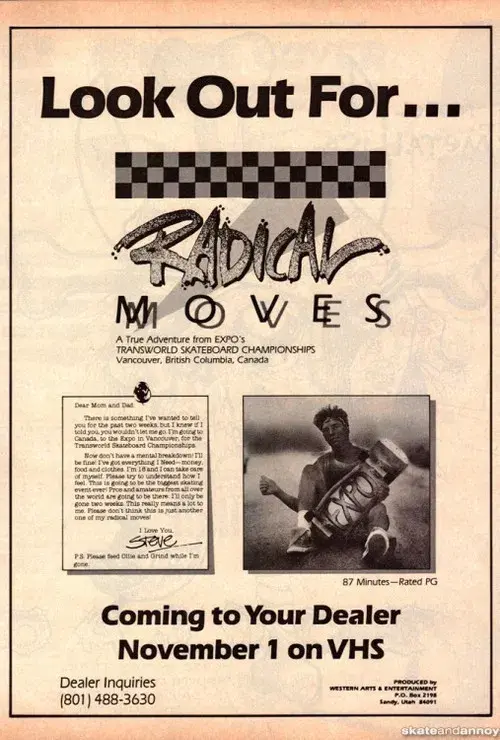 Look Out For...
RADICAL
MOVES
A True Adventure from EXPO's
TRANSWORLD SKATEBOARD CHAMPIONSHIPS
Vancouver, British Columbia, Canada
Dear Mom and Dad,
There is something I've wanted to tell
you for the past two weeks, but I knew if I
told you, you wouldn't let me go. I'm going to
Canada, to the Expo in Vancouver, for the
Transworld Skateboard Championships.
Now don't have a mental breakdown! I'll
be fine! I've got everything I Need—money,
food and clothes. I'm 16 and I can take care
of myself. Please try to understand how I
feel. This is going to be the biggest skating
event ever! Pros and amateurs from all over
the world are going to be there. I'll only be
gone two weeks. This really means a lot to
me. Please don't think this is just another
one of my radical moves!
I Love You,
Steve
P.S. Please feed Ollie and Grind while I'm
gone.
87 Minutes—Rated PG
Coming to Your Dealer
November 1 on VHS
Dealer Inquiries
(801) 488-3630
PRODUCED by
WESTERN ARTS & ENTERTAINMENT
P.O. Box 2198
Sandy, Utah 84091
skateandannoy